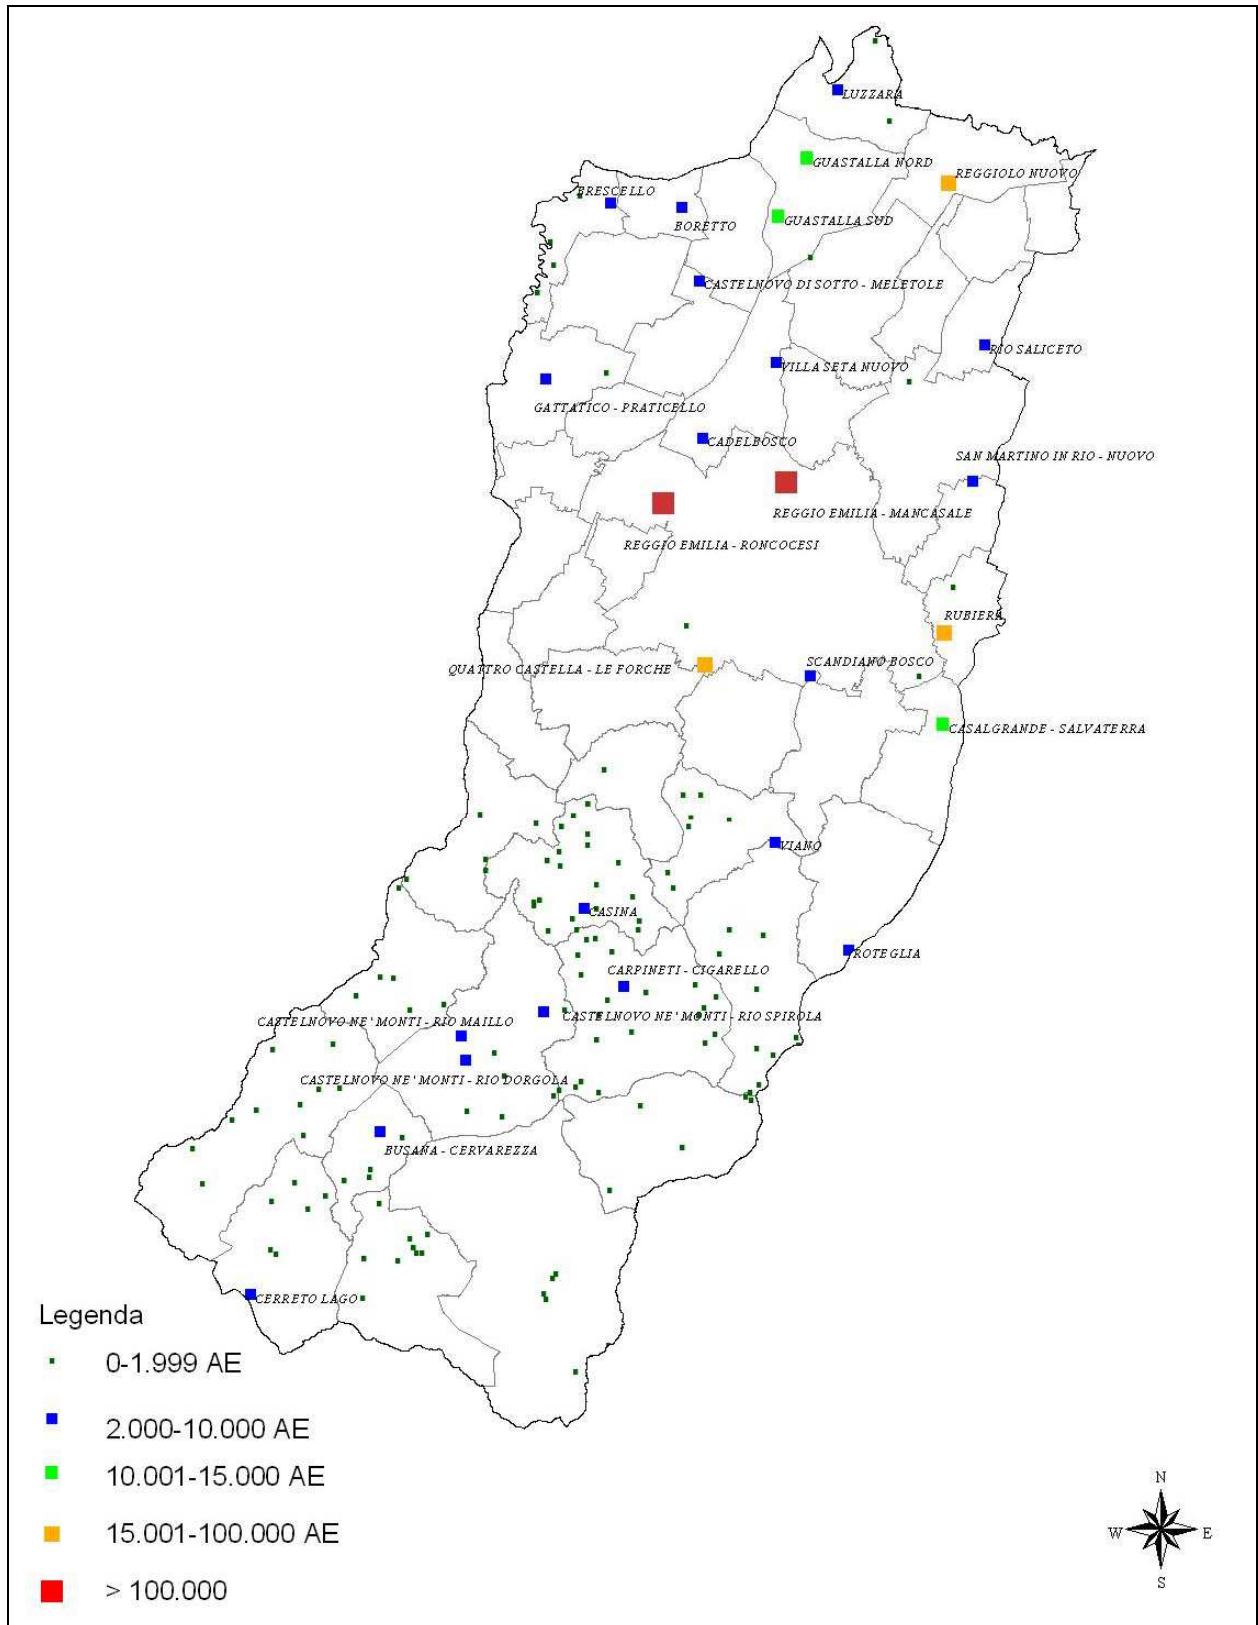 LUZZARA
GUASTALLA NORD
REGGIOLO NUOVO
BRESCELLO
GUASTALLA SUD
BORETTO
CASTELNOVO DI SOTTO - MELETOLE
RIO SALICETO
VILLA SETA NUOVO
GATTATICO - PRATICELLO
CADELBOSCO
SAN MARTINO IN RIO - NUOVO
REGGIO EMILIA - MANCASALE
REGGIO EMILIA - RONCOCESI
RUBIERA
SCANDIANO BOSCO
QUATTRO CASTELLA - LE FORCHE
CASALGRANDE - SALVATERRA
VIANO
CASINA
ROTEGLIA
CARPINETI - CIGARELLO
CASTELNOVO NE' MONTI - RIO SPIROLA
CASTELNOVO NE' MONTI - RIO MAILLO
CASTELNOVO NE' MONTI - RIO DORGOLA
BUSANA - CERVAREZZA
CERRETO LAGO
Legenda
0-1.999 AE
2.000-10.000 AE
10.001-15.000 AE
15.001-100.000 AE
> 100.000
N
W E
S